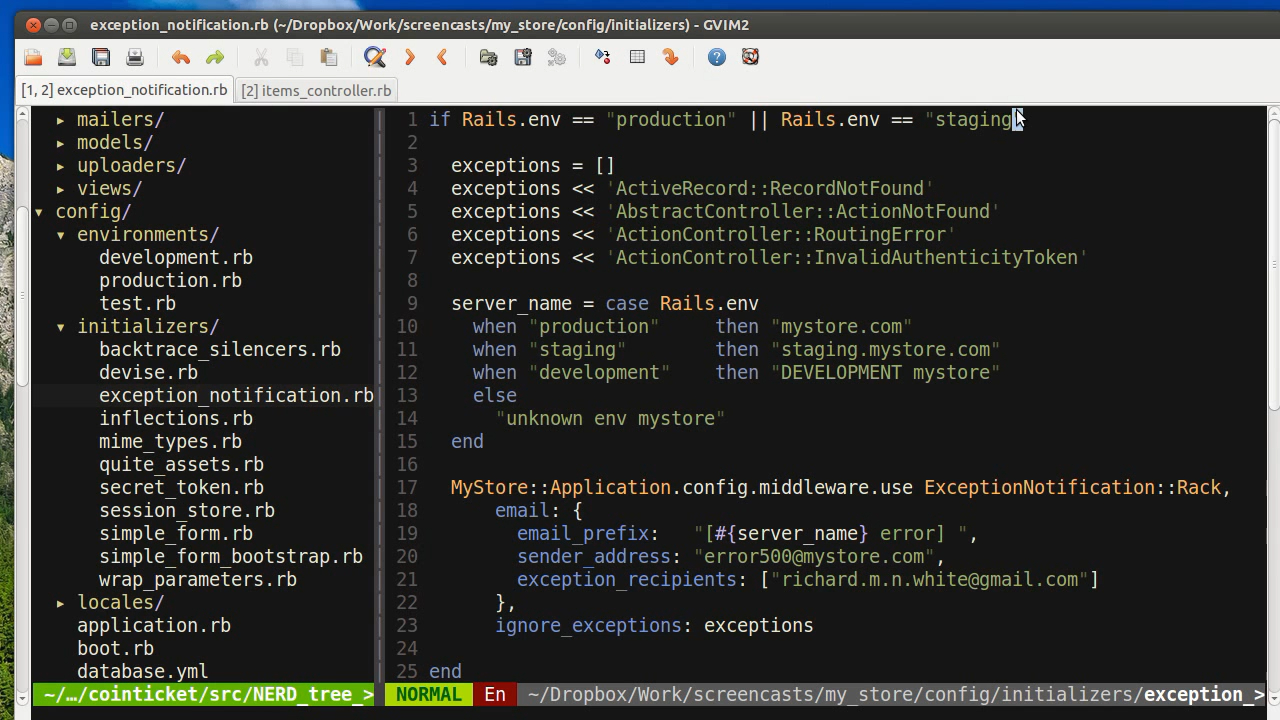 exception_notification.rb (~/Dropbox/Work/screencasts/my_store/config/initializers) - GVIM2
[1, 2] exception_notification.rb
[2] items_controller.rb
▸ mailers/
▸ models/
▸ uploaders/
▸ views/
▾ config/
▾ environments/
development.rb
production.rb
test.rb
▾ initializers/
backtrace_silencers.rb
devise.rb
exception_notification.rb
inflections.rb
mime_types.rb
quite_assets.rb
secret_token.rb
session_store.rb
simple_form.rb
simple_form_bootstrap.rb
wrap_parameters.rb
▸ locales/
application.rb
boot.rb
database.yml
~/…/cointicket/src/NERD_tree_>
1 if Rails.env == "production" || Rails.env == "staging
2
3 exceptions = []
4 exceptions << 'ActiveRecord::RecordNotFound'
5 exceptions << 'AbstractController::ActionNotFound'
6 exceptions << 'ActionController::RoutingError'
7 exceptions << 'ActionController::InvalidAuthenticityToken'
8
9 server_name = case Rails.env
10 when "production" then "mystore.com"
11 when "staging" then "staging.mystore.com"
12 when "development" then "DEVELOPMENT mystore"
13 else
14 "unknown env mystore"
15 end
16
17 MyStore::Application.config.middleware.use ExceptionNotification::Rack,
18 email: {
19 email_prefix: "[#{server_name} error] ",
20 sender_address: "error500@mystore.com",
21 exception_recipients: ["richard.m.n.white@gmail.com"]
22 },
23 ignore_exceptions: exceptions
24
25 end
NORMAL En ~/Dropbox/Work/screencasts/my_store/config/initializers/exception_>